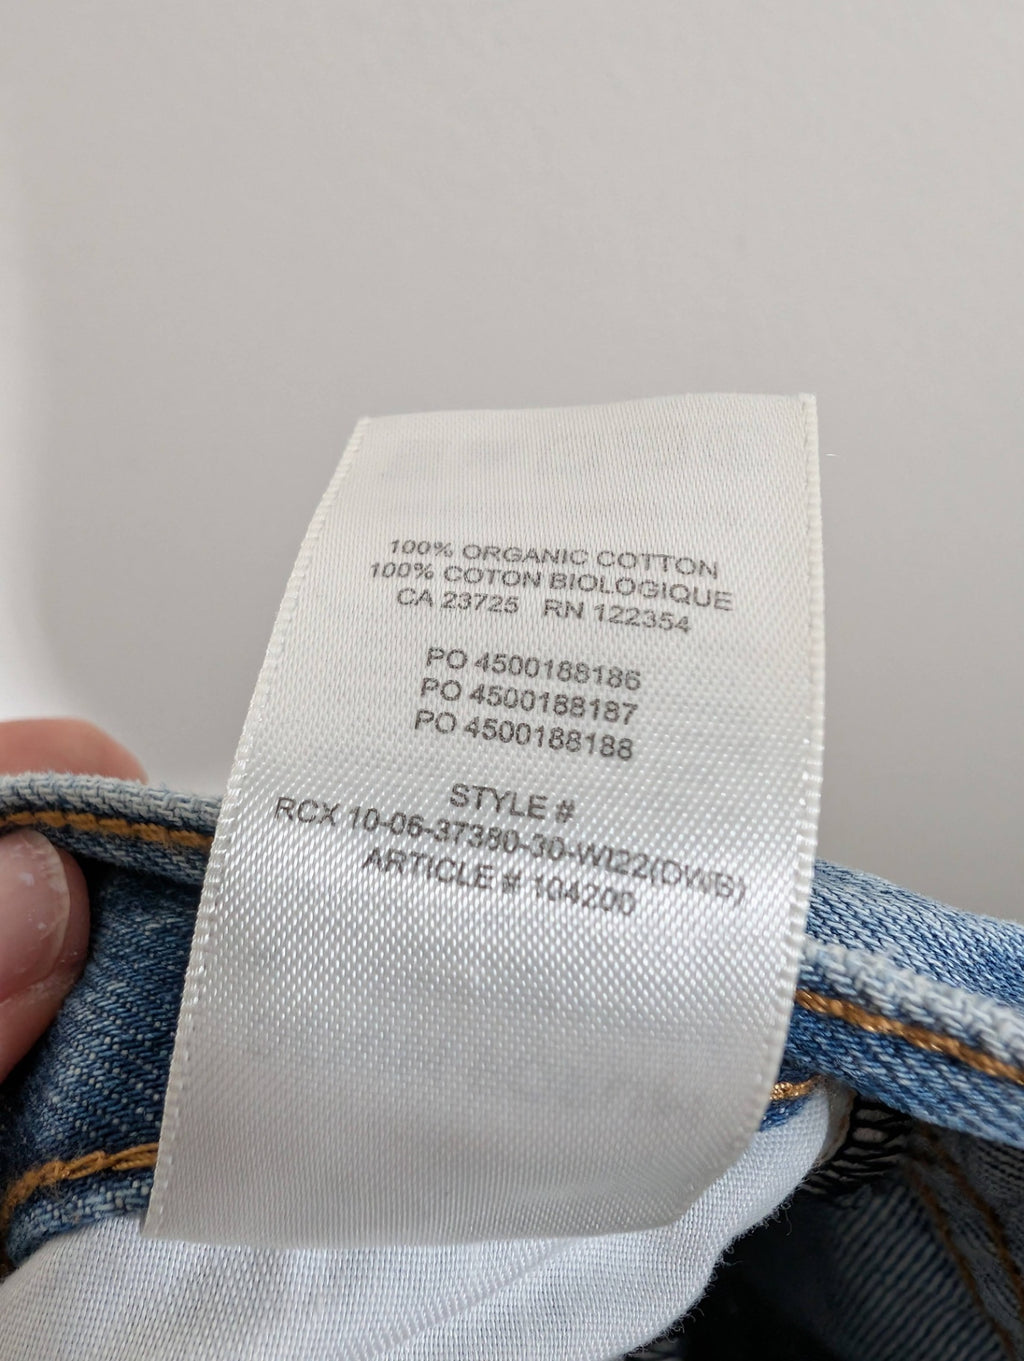 100% ORGANIC COTTON
100% COTON BIOLOGIQUE
CA 23725 RN 122354
PO 4500188186
PO 4500188187
PO 4500188188
STYLE #
RCX 10-06-37380-30-WI22(DWB)
ARTICLE # 104200